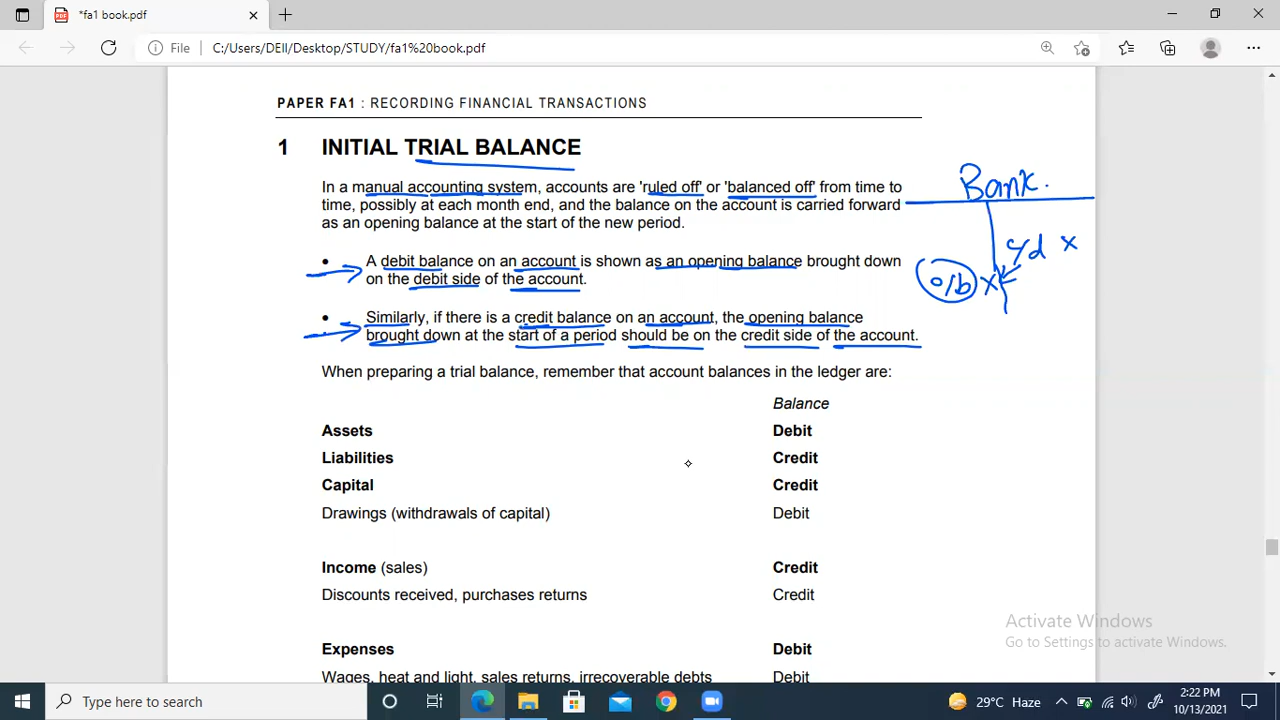 *fa1 book.pdf
File C:/Users/DEll/Desktop/STUDY/fa1%20book.pdf
PAPER FA1 : RECORDING FINANCIAL TRANSACTIONS
1 INITIAL TRIAL BALANCE
In a manual accounting system, accounts are 'ruled off' or 'balanced off' from time to
time, possibly at each month end, and the balance on the account is carried forward
as an opening balance at the start of the new period.
Bank.
• A debit balance on an account is shown as an opening balance brought down
on the debit side of the account.
c/d x
o/b x
• Similarly, if there is a credit balance on an account, the opening balance
brought down at the start of a period should be on the credit side of the account.
When preparing a trial balance, remember that account balances in the ledger are:
Balance
Assets Debit
Liabilities Credit
Capital Credit
Drawings (withdrawals of capital) Debit
Income (sales) Credit
Discounts received, purchases returns Credit
Expenses Debit
Wages, heat and light, sales returns, irrecoverable debts Debit
Activate Windows
Go to Settings to activate Windows.
Type here to search
29°C Haze
2:22 PM
10/13/2021